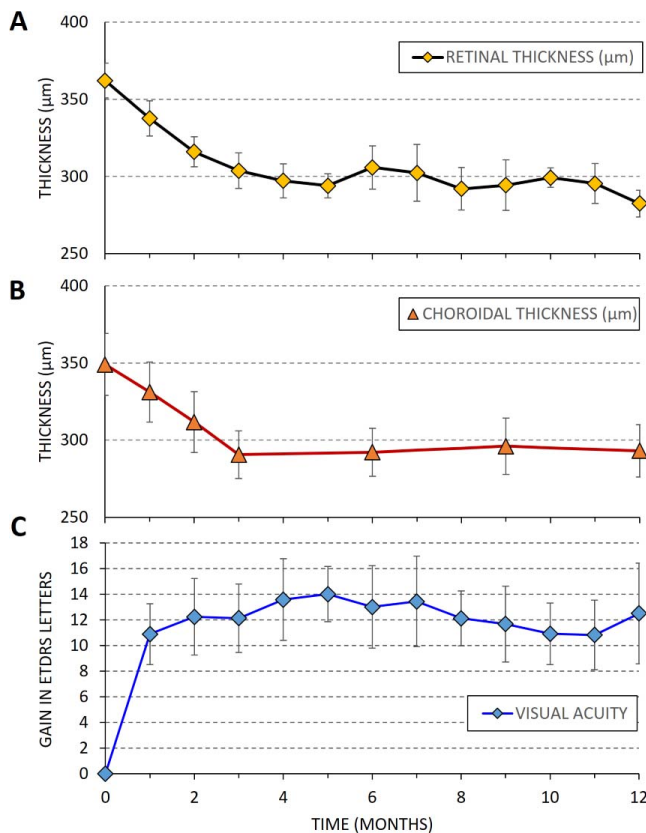 A
400
350
300
250
THICKNESS (µm)
RETINAL THICKNESS (µm)
B
400
350
300
250
THICKNESS (µm)
CHOROIDAL THICKNESS (µm)
C
18
16
14
12
10
8
6
4
2
0
GAIN IN ETDRS LETTERS
VISUAL ACUITY
0 2 4 6 8 10 12
TIME (MONTHS)